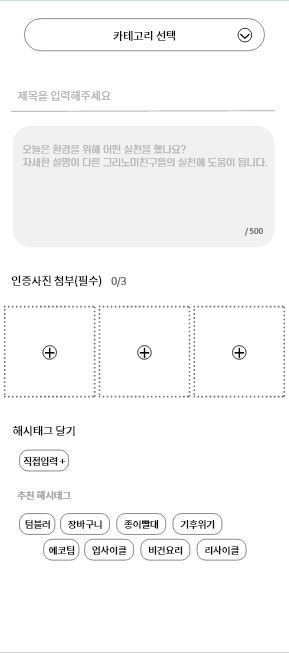 카테고리 선택
제목을 입력해주세요
오늘은 환경을 위해 어떤 실천을 했나요?
자세한 설명이 다른 그리노미친구들의 실천에 도움이 됩니다.
/ 500
인증사진 첨부(필수) 0/3
해시태그 달기
직접입력 +
추천 해시태그
텀블러 장바구니 종이빨대 기후위기
에코팁 업사이클 비건요리 리사이클